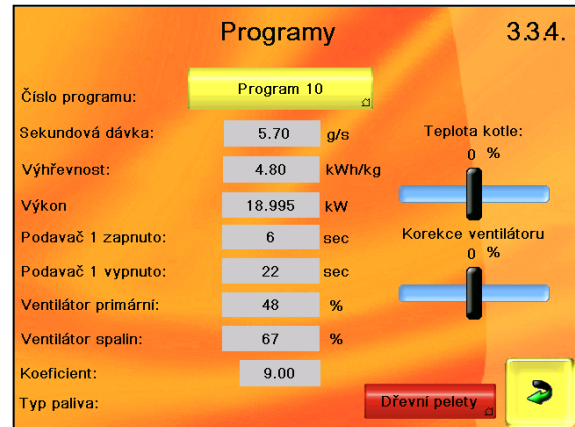 Programy 3.3.4.
Číslo programu: Program 10
Sekundová dávka: 5.70 g/s
Teplota kotle:
0 %
Výhřevnost: 4.80 kWh/kg
Výkon 18.995 kW
Podavač 1 zapnuto: 6 sec
Korekce ventilátoru
0 %
Podavač 1 vypnuto: 22 sec
Ventilátor primární: 48 %
Ventilátor spalin: 67 %
Koeficient: 9.00
Typ paliva: Dřevní pelety